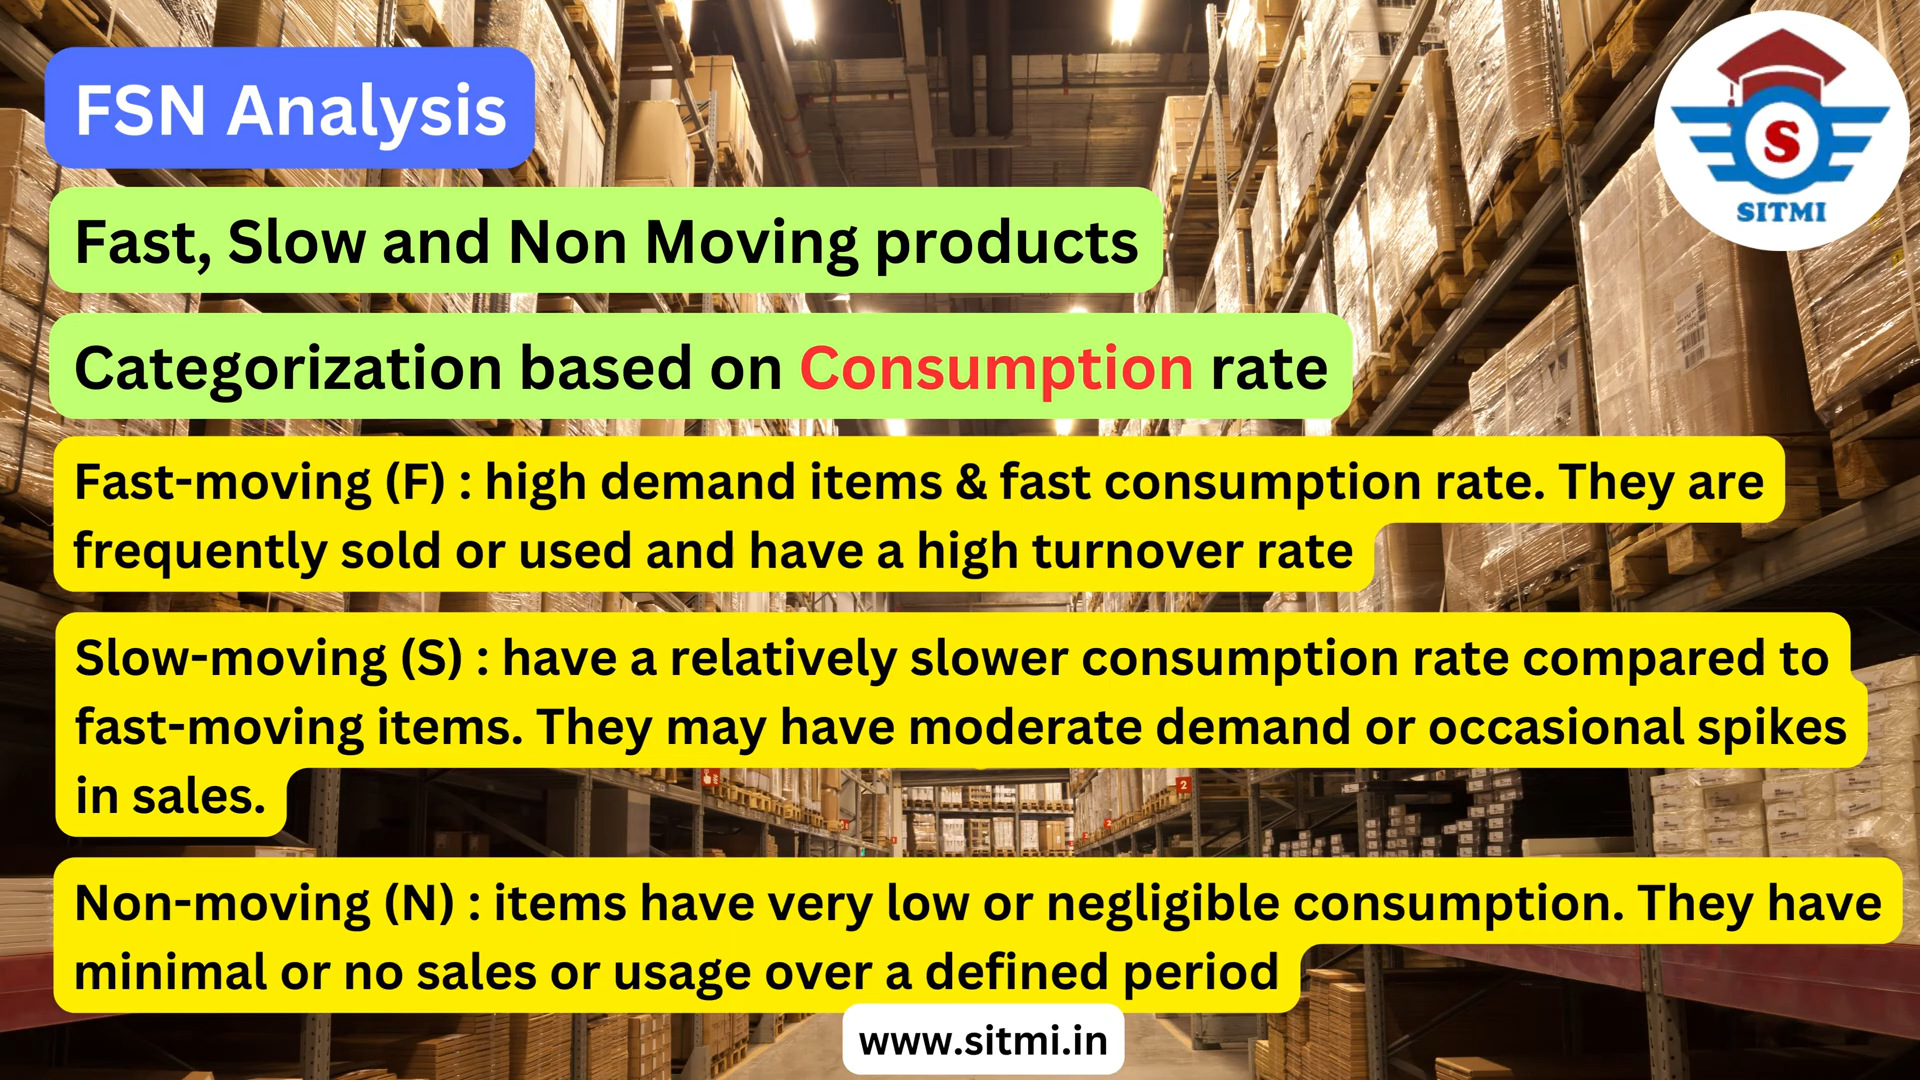 FSN Analysis
S
SITMI
Fast, Slow and Non Moving products
Categorization based on Consumption rate
Fast-moving (F) : high demand items & fast consumption rate. They are
frequently sold or used and have a high turnover rate
Slow-moving (S) : have a relatively slower consumption rate compared to
fast-moving items. They may have moderate demand or occasional spikes
in sales.
2
Non-moving (N) : items have very low or negligible consumption. They have
minimal or no sales or usage over a defined period
www.sitmi.in